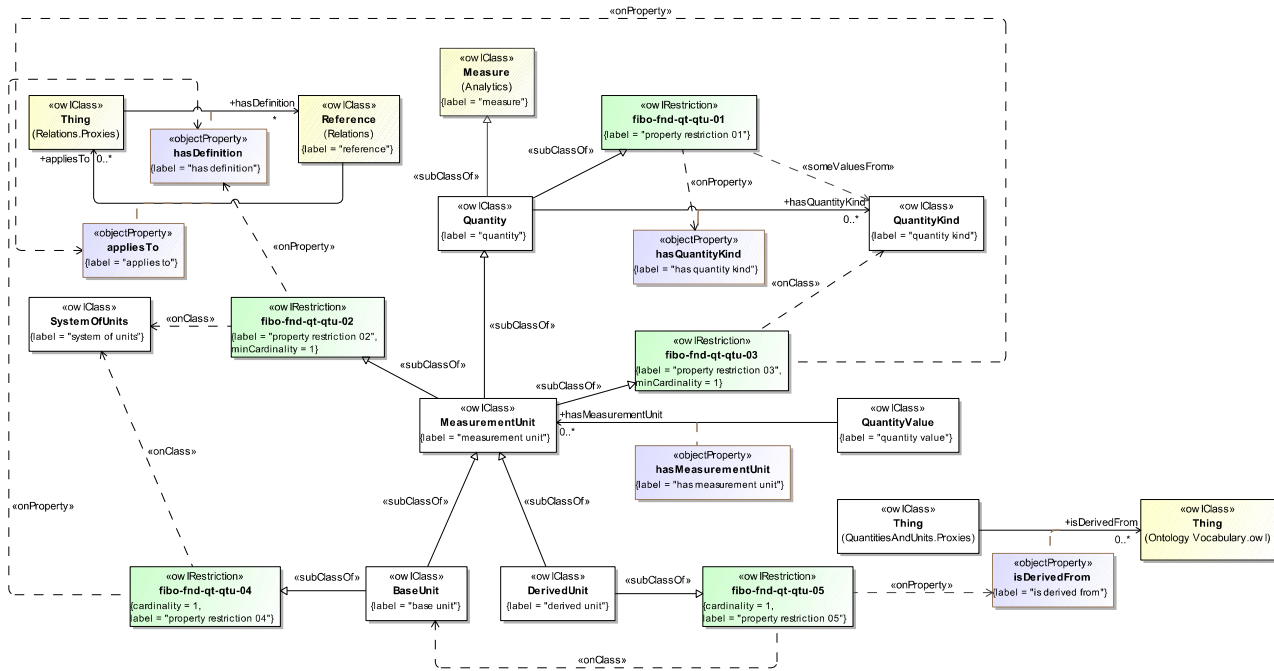 «onProperty»
«owlClass»
Measure
(Analytics)
{label = "measure"}
«owlClass»
Thing
(Relations.Proxies)
+hasDefinition
*
«owlClass»
Reference
(Relations)
{label = "reference"}
«objectProperty»
hasDefinition
{label = "has definition"}
+appliesTo
0..*
«owlRestriction»
fibo-fnd-qt-qtu-01
{label = "property restriction 01"}
«subClassOf»
«subClassOf»
«someValuesFrom»
«onProperty»
«owlClass»
Quantity
{label = "quantity"}
+hasQuantityKind
0..*
«owlClass»
QuantityKind
{label = "quantity kind"}
«objectProperty»
appliesTo
{label = "applies to"}
«objectProperty»
hasQuantityKind
{label = "has quantity kind"}
«onProperty»
«onClass»
«owlClass»
SystemOfUnits
{label = "system of units"}
«onClass»
«owlRestriction»
fibo-fnd-qt-qtu-02
{label = "property restriction 02",
minCardinality = 1}
«subClassOf»
«owlRestriction»
fibo-fnd-qt-qtu-03
{label = "property restriction 03",
minCardinality = 1}
«subClassOf»
«subClassOf»
«owlClass»
MeasurementUnit
{label = "measurement unit"}
+hasMeasurementUnit
0..*
«owlClass»
QuantityValue
{label = "quantity value"}
«objectProperty»
hasMeasurementUnit
{label = "has measurement unit"}
«onClass»
«subClassOf»
«subClassOf»
«onProperty»
«owlClass»
Thing
(QuantitiesAndUnits.Proxies)
+isDerivedFrom
0..*
«owlClass»
Thing
(Ontology Vocabulary.owl)
«objectProperty»
isDerivedFrom
{label = "is derived from"}
«owlRestriction»
fibo-fnd-qt-qtu-04
{cardinality = 1,
label = "property restriction 04"}
«subClassOf»
«owlClass»
BaseUnit
{label = "base unit"}
«owlClass»
DerivedUnit
{label = "derived unit"}
«subClassOf»
«owlRestriction»
fibo-fnd-qt-qtu-05
{cardinality = 1,
label = "property restriction 05"}
«onProperty»
«onClass»